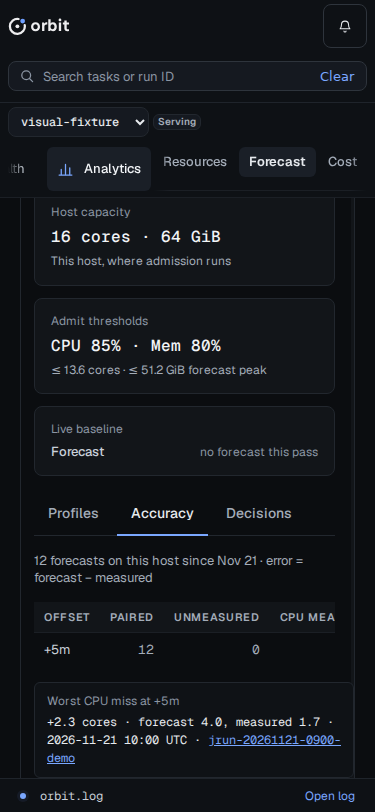 orbit
Search tasks or run ID
Clear
visual-fixture
Serving
lth
Analytics
Resources
Forecast
Cost
Host capacity
16 cores · 64 GiB
This host, where admission runs
Admit thresholds
CPU 85% · Mem 80%
≤ 13.6 cores · ≤ 51.2 GiB forecast peak
Live baseline
Forecast
no forecast this pass
Profiles
Accuracy
Decisions
12 forecasts on this host since Nov 21 · error =
forecast − measured
OFFSET PAIRED UNMEASURED CPU MEA
+5m 12 0
Worst CPU miss at +5m
+2.3 cores · forecast 4.0, measured 1.7 ·
2026-11-21 10:00 UTC · jrun-20261121-0900-
demo
orbit.log
Open log